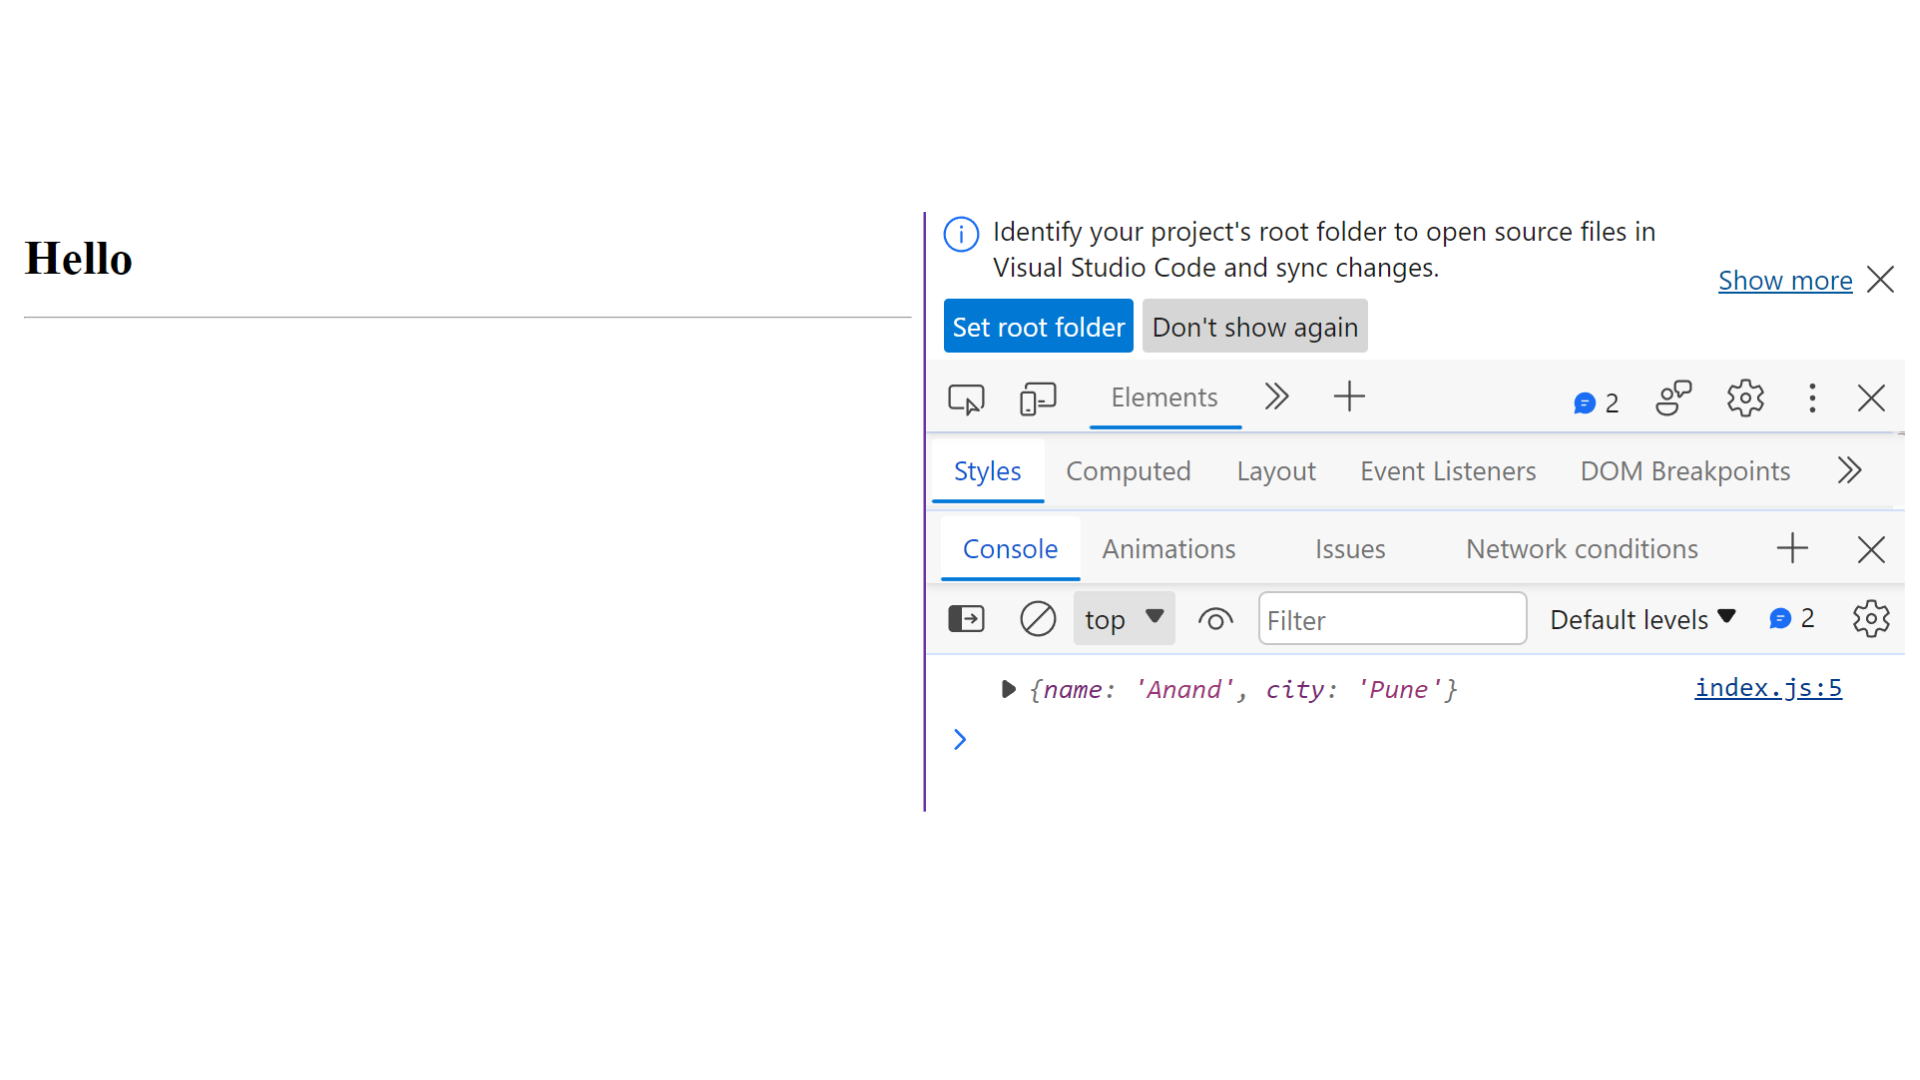 Hello
Identify your project's root folder to open source files in
Visual Studio Code and sync changes.
Show more
Set root folder Don't show again
Elements 2
Styles Computed Layout Event Listeners DOM Breakpoints
Console Animations Issues Network conditions
top Filter Default levels 2
{name: 'Anand', city: 'Pune'} index.js:5